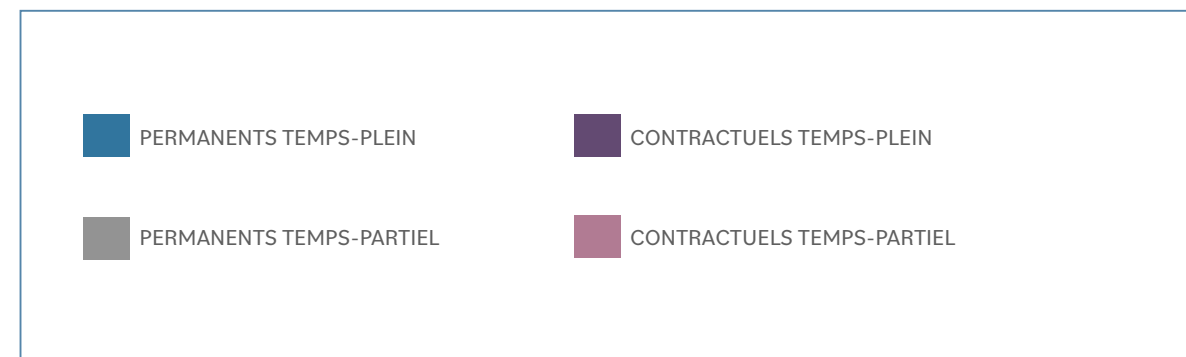 PERMANENTS TEMPS-PLEIN
CONTRACTUELS TEMPS-PLEIN
PERMANENTS TEMPS-PARTIEL
CONTRACTUELS TEMPS-PARTIEL